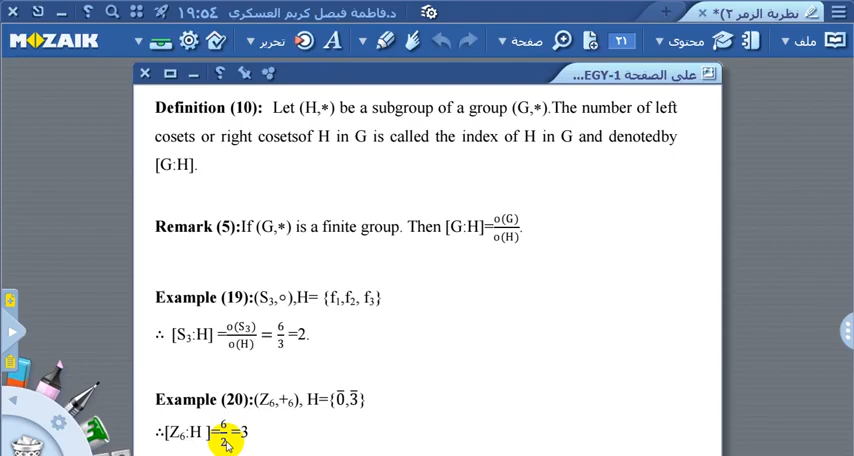 نظرية الزمر ٢)*
د.فاطمة فيصل كريم العسكري ١٩:٥٤
MOZAIK تحرير صفحة ٢١ محتوى ملف
على الصفحة EGY-1...
Definition (10): Let (H,∗) be a subgroup of a group (G,∗).The number of left
cosets or right cosetsof H in G is called the index of H in G and denotedby
[G:H].
Remark (5):If (G,∗) is a finite group. Then [G:H]=o(G)/o(H).
Example (19):(S₃,∘),H= {f₁,f₂, f₃}
∴ [S₃:H] =o(S₃)/o(H) = 6/3 =2.
Example (20):(Z₆,+₆), H={0̅,3̅}
∴[Z₆:H ]=6/2 =3